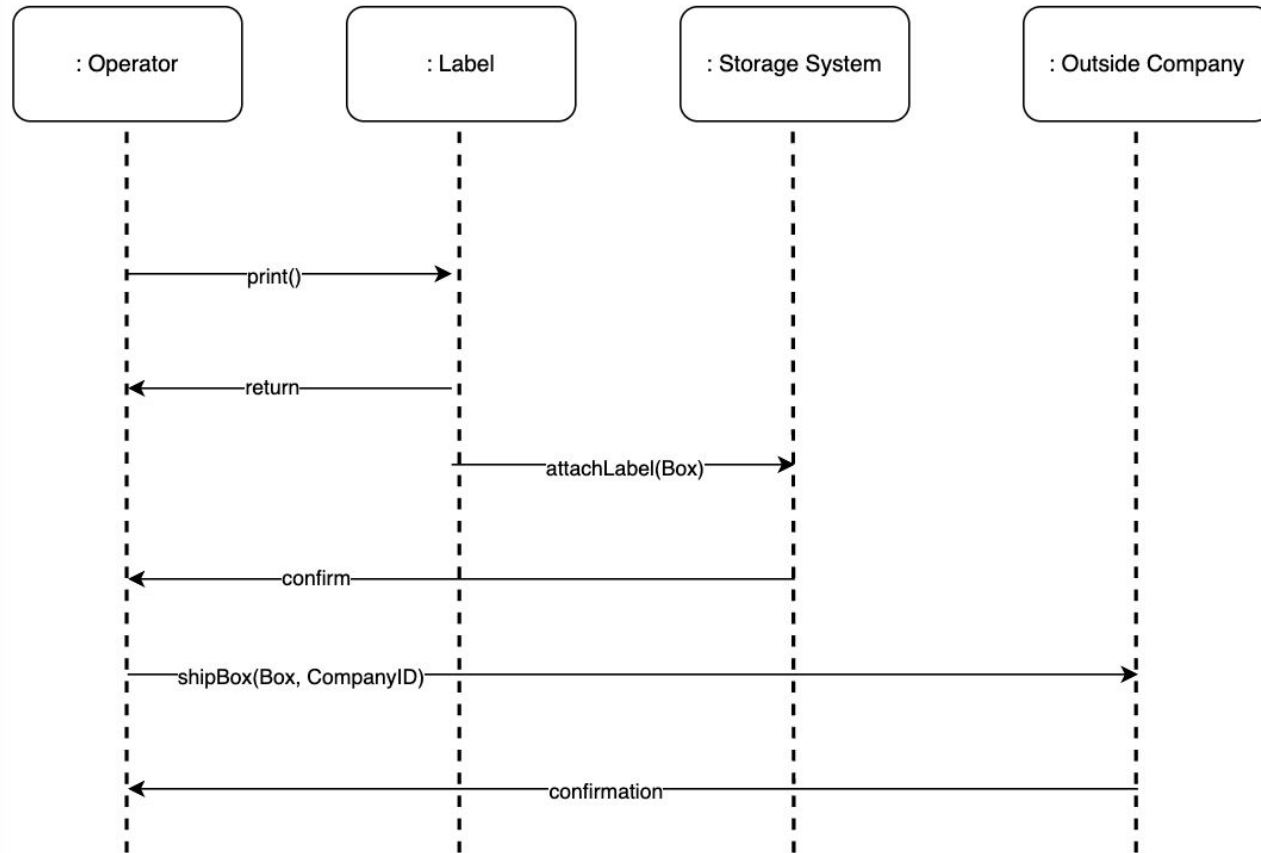 : Operator
: Label
: Storage System
: Outside Company
print()
return
attachLabel(Box)
confirm
shipBox(Box, CompanyID)
confirmation